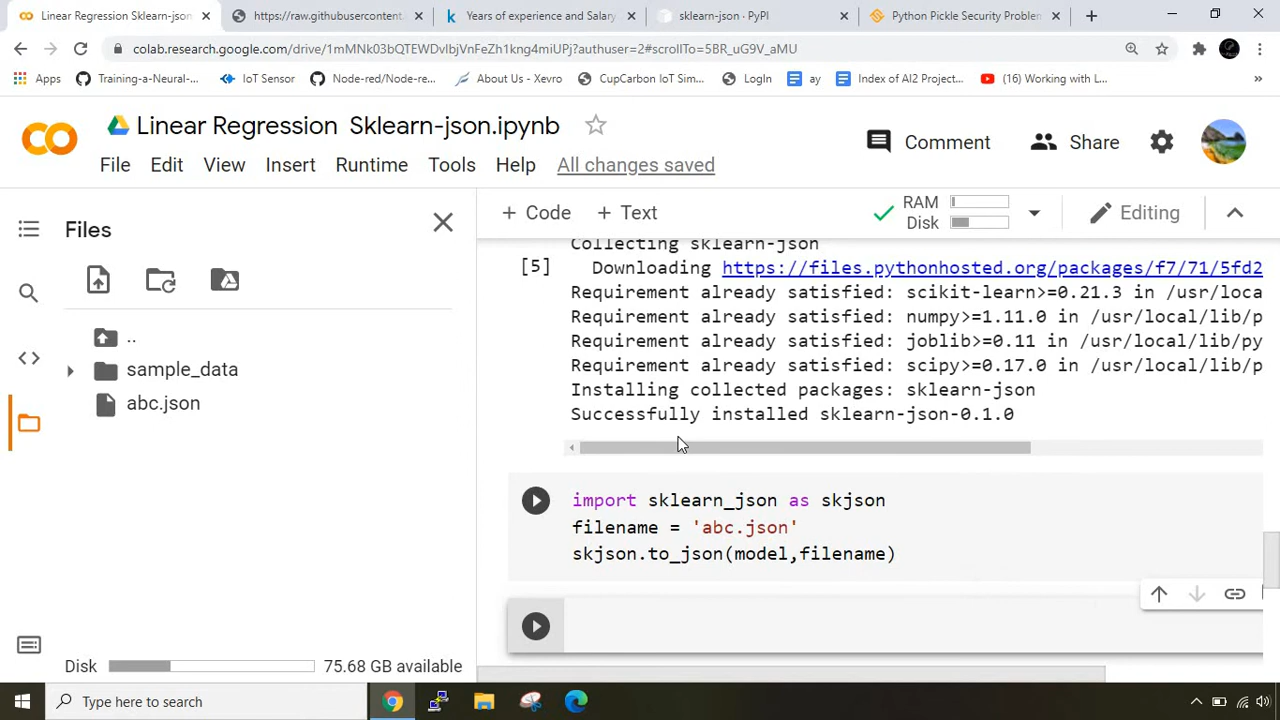 Linear Regression Sklearn-json.
https://raw.githubusercontent.
Years of experience and Salary
sklearn-json · PyPI
Python Pickle Security Problem
colab.research.google.com/drive/1mMNk03bQTEWDvlbjVnFeZh1kng4miUPj?authuser=2#scrollTo=5BR_uG9V_aMU
Apps
Training-a-Neural-...
IoT Sensor
Node-red/Node-re...
About Us - Xevro
CupCarbon IoT Sim...
LogIn
ay
Index of AI2 Project...
(16) Working with L...
»
Linear Regression Sklearn-json.ipynb
Comment
Share
File Edit View Insert Runtime Tools Help All changes saved
Files
+ Code + Text
RAM
Disk
Editing
..
sample_data
abc.json
Disk 75.68 GB available
Collecting sklearn-json
[5] Downloading https://files.pythonhosted.org/packages/f7/71/5fd2
Requirement already satisfied: scikit-learn>=0.21.3 in /usr/loca
Requirement already satisfied: numpy>=1.11.0 in /usr/local/lib/p
Requirement already satisfied: joblib>=0.11 in /usr/local/lib/py
Requirement already satisfied: scipy>=0.17.0 in /usr/local/lib/p
Installing collected packages: sklearn-json
Successfully installed sklearn-json-0.1.0
import sklearn_json as skjson
filename = 'abc.json'
skjson.to_json(model,filename)
Type here to search